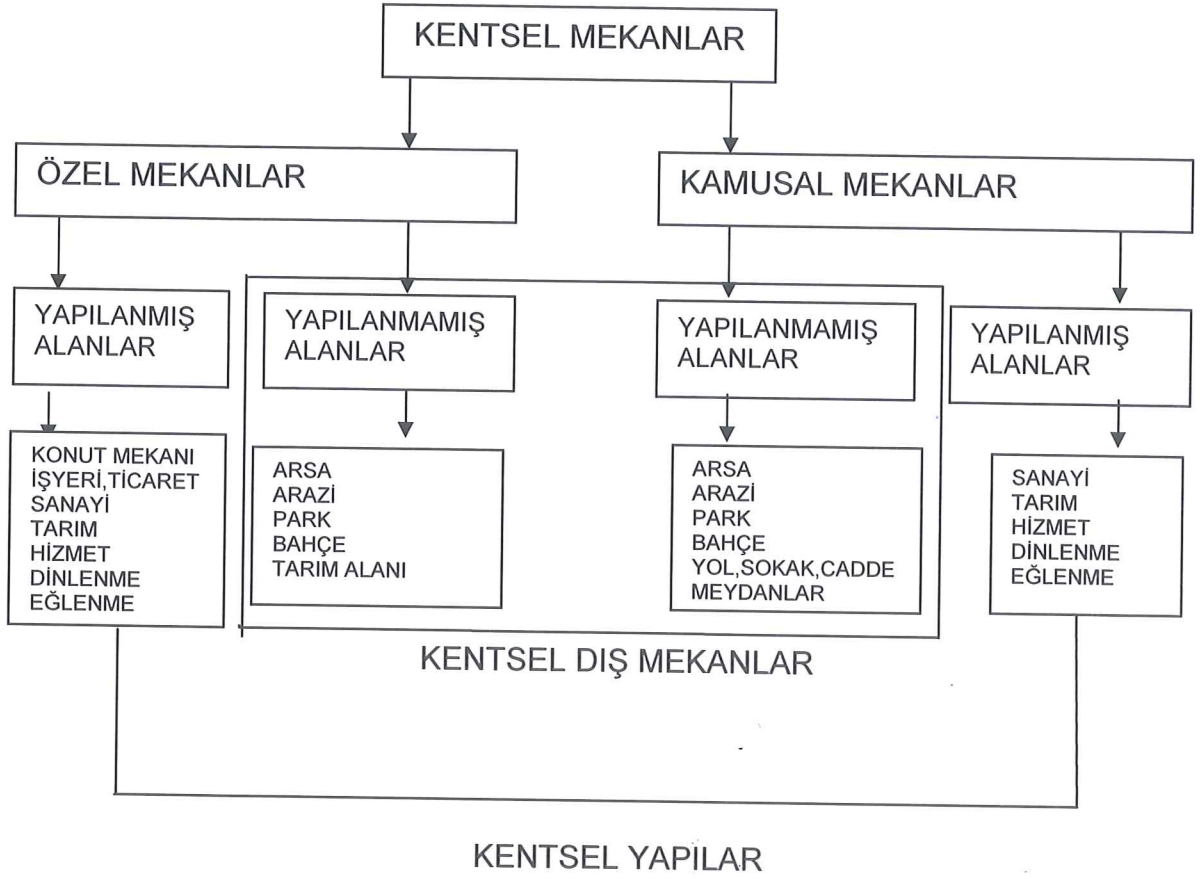 KENTSEL MEKANLAR
ÖZEL MEKANLAR
KAMUSAL MEKANLAR
YAPILANMIŞ
ALANLAR
YAPILANMAMIŞ
ALANLAR
YAPILANMAMIŞ
ALANLAR
YAPILANMIŞ
ALANLAR
KONUT MEKANI
İŞYERİ,TİCARET
SANAYİ
TARIM
HİZMET
DİNLENME
EĞLENME
ARSA
ARAZİ
PARK
BAHÇE
TARIM ALANI
ARSA
ARAZİ
PARK
BAHÇE
YOL,SOKAK,CADDE
MEYDANLAR
SANAYİ
TARIM
HİZMET
DİNLENME
EĞLENME
KENTSEL DIŞ MEKANLAR
KENTSEL YAPILAR